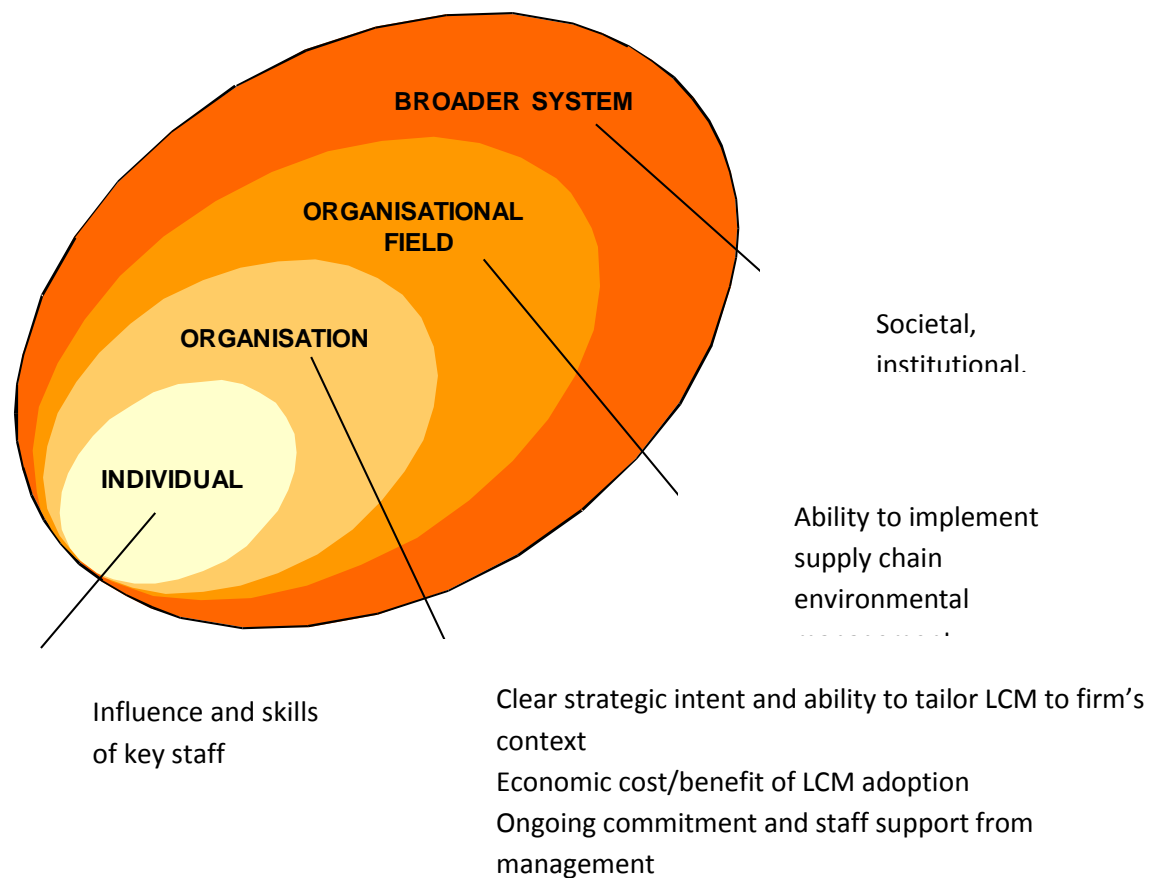 BROADER SYSTEM
ORGANISATIONAL
FIELD
ORGANISATION
INDIVIDUAL
Societal,
institutional,
Ability to implement
supply chain
environmental
Influence and skills
of key staff
Clear strategic intent and ability to tailor LCM to firm’s
context
Economic cost/benefit of LCM adoption
Ongoing commitment and staff support from
management